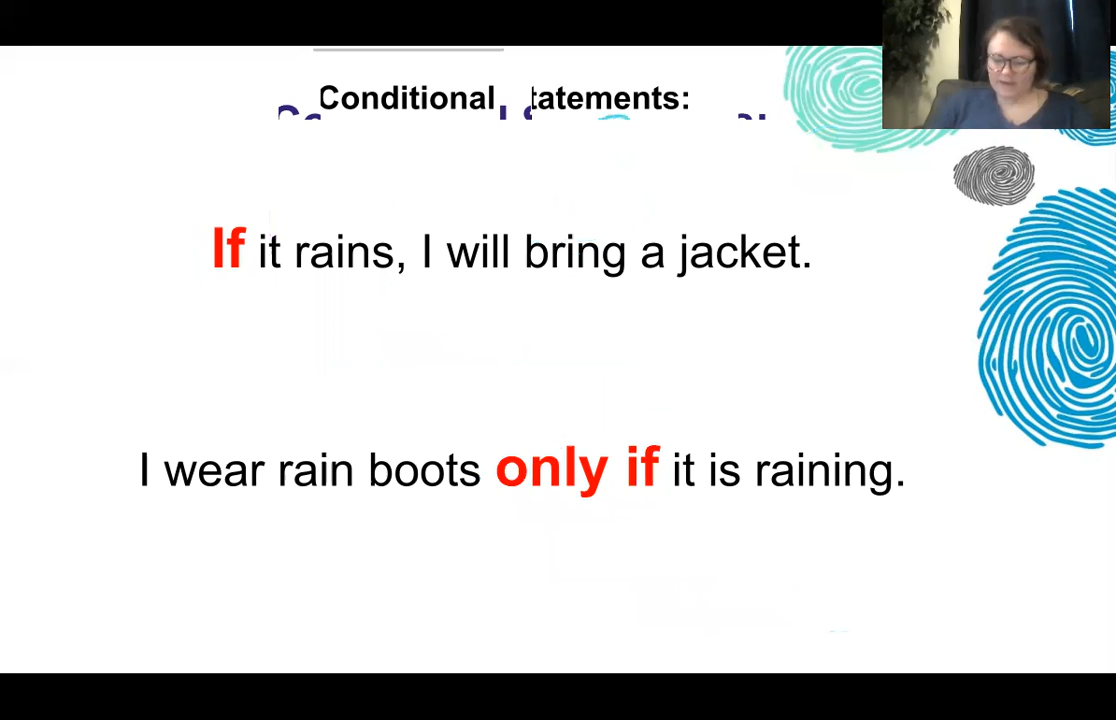 Conditional tatements:
If it rains, I will bring a jacket.
I wear rain boots only if it is raining.